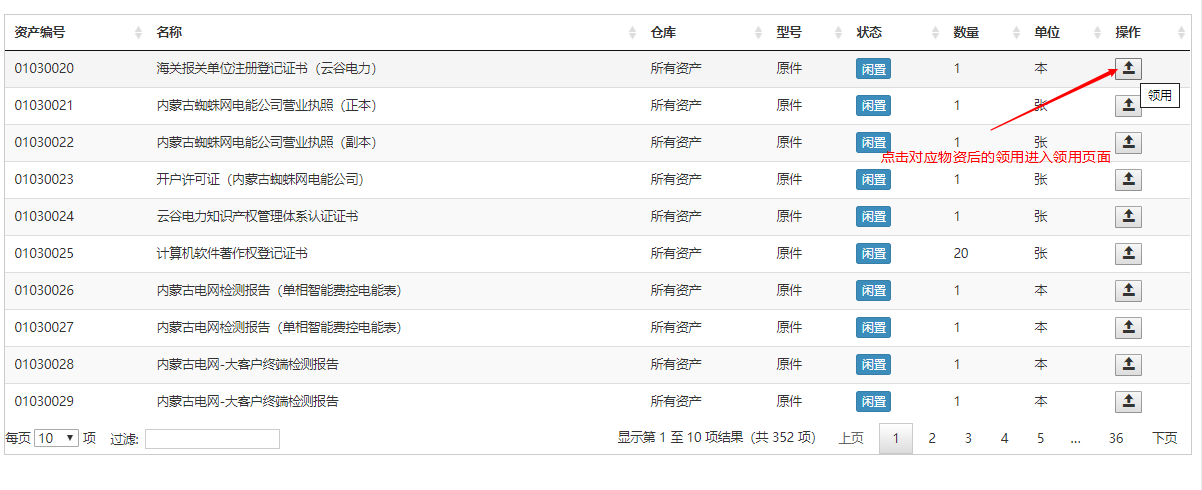 资产编号 名称 仓库 型号 状态 数量 单位 操作
01030020 海关报关单位注册登记证书（云谷电力） 所有资产 原件 闲置 1 本
领用
01030021 内蒙古蜘蛛网电能公司营业执照（正本） 所有资产 原件 闲置 1 张
01030022 内蒙古蜘蛛网电能公司营业执照（副本） 所有资产 原件 闲置 1 张
点击对应物资后的领用进入领用页面
01030023 开户许可证（内蒙古蜘蛛网电能公司） 所有资产 原件 闲置 1 张
01030024 云谷电力知识产权管理体系认证证书 所有资产 原件 闲置 1 张
01030025 计算机软件著作权登记证书 所有资产 原件 闲置 20 张
01030026 内蒙古电网检测报告（单相智能费控电能表） 所有资产 原件 闲置 1 本
01030027 内蒙古电网检测报告（单相智能费控电能表） 所有资产 原件 闲置 1 本
01030028 内蒙古电网-大客户终端检测报告 所有资产 原件 闲置 1 本
01030029 内蒙古电网-大客户终端检测报告 所有资产 原件 闲置 1 本
每页 10 项 过滤: 显示第 1 至 10 项结果（共 352 项） 上页 1 2 3 4 5 ... 36 下页